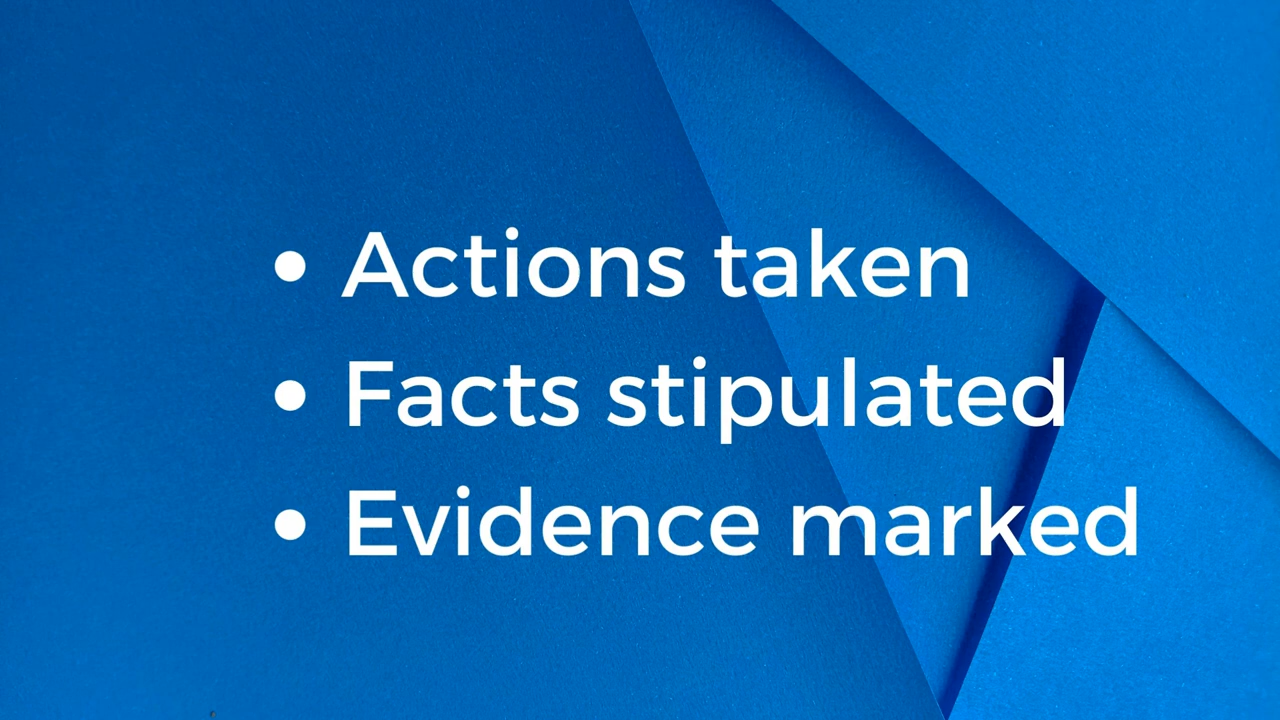 • Actions taken
• Facts stipulated
• Evidence marked